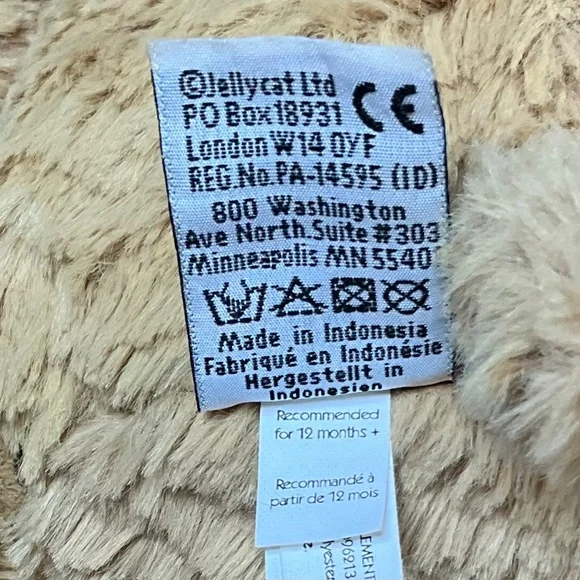 ©Jellycat Ltd
PO Box 18931
London W14 0YF
REG.No.PA-14595 (ID)
800 Washington
Ave North.Suite #303
Minneapolis MN 5540
CE
Made in Indonesia
Fabriqué en Indonésie
Hergestellt in
Indonesien
Recommended
for 12 months +
Recommandé à
partir de 12 mois